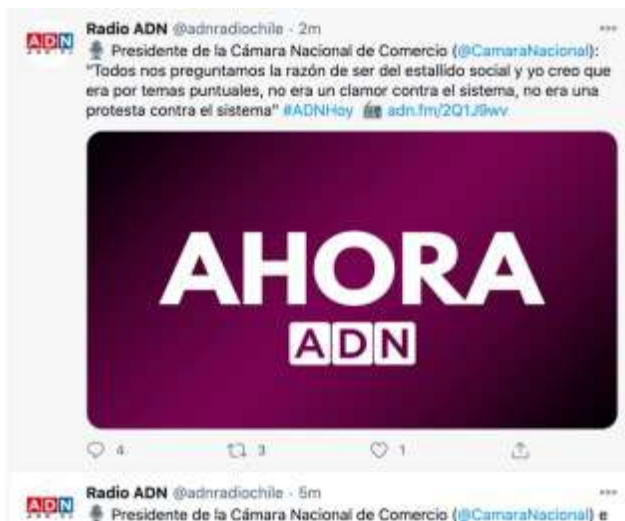 Radio ADN @adnradiochile · 2m
ADN
Presidente de la Cámara Nacional de Comercio (@CamaraNacional):
"Todos nos preguntamos la razón de ser del estallido social y yo creo que
era por temas puntuales, no era un clamor contra el sistema, no era una
protesta contra el sistema" #ADNHoy adn.fm/2Q1J9wv
AHORA
ADN
4 3 1
Radio ADN @adnradiochile · 5m
ADN
Presidente de la Cámara Nacional de Comercio (@CamaraNacional) e